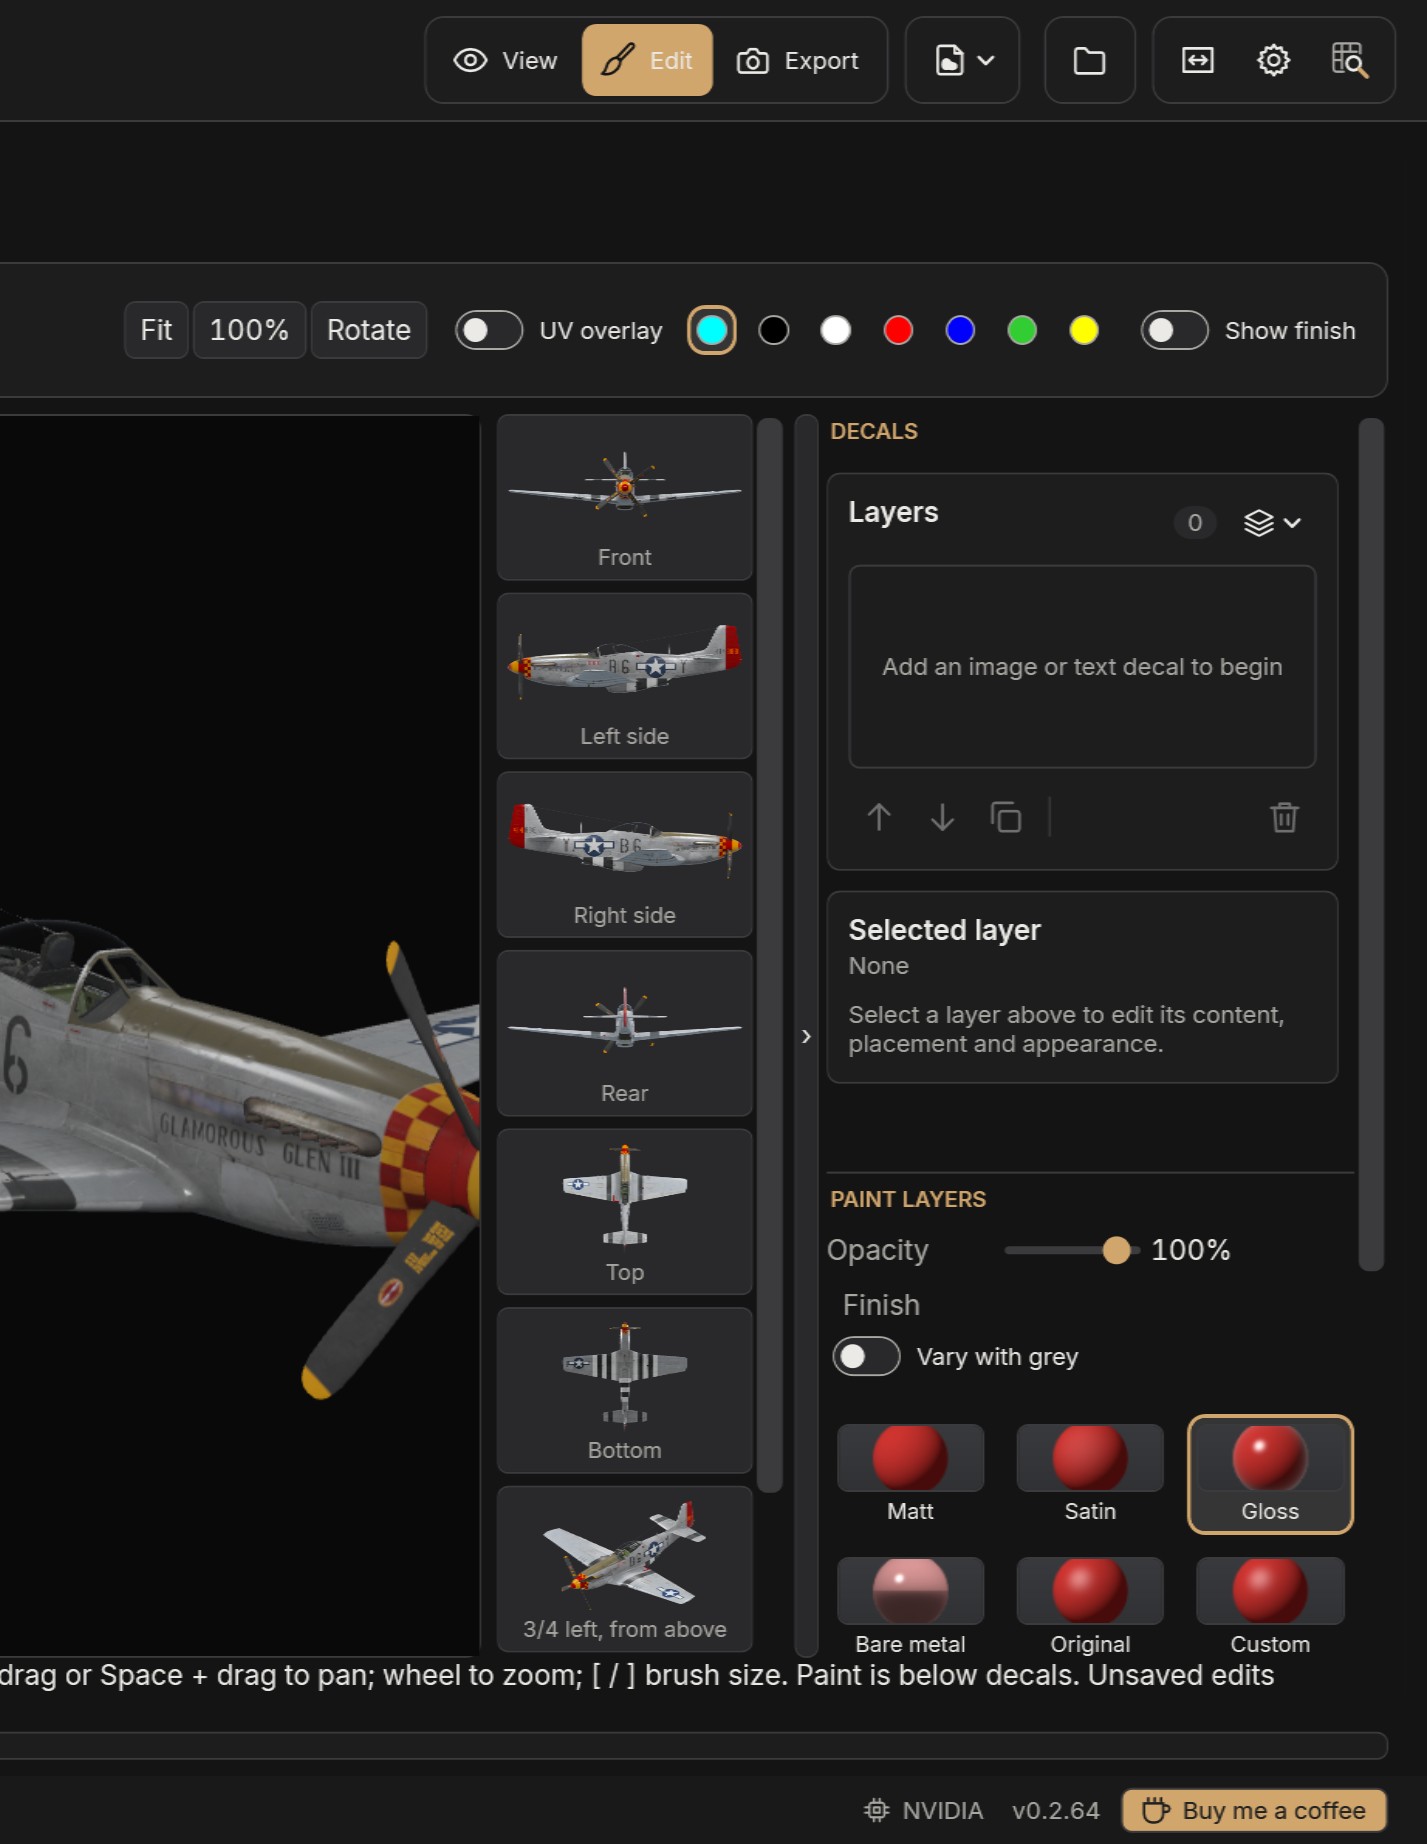 View
Edit
Export
Fit
100%
Rotate
UV overlay
Show finish
Front
Left side
Right side
Rear
Top
Bottom
3/4 left, from above
6
GLAMOROUS GLEN III
DECALS
Layers
0
Add an image or text decal to begin
Selected layer
None
Select a layer above to edit its content,
placement and appearance.
PAINT LAYERS
Opacity
100%
Finish
Vary with grey
Matt
Satin
Gloss
Bare metal
Original
Custom
drag or Space + drag to pan; wheel to zoom; [ / ] brush size. Paint is below decals. Unsaved edits
NVIDIA
v0.2.64
Buy me a coffee